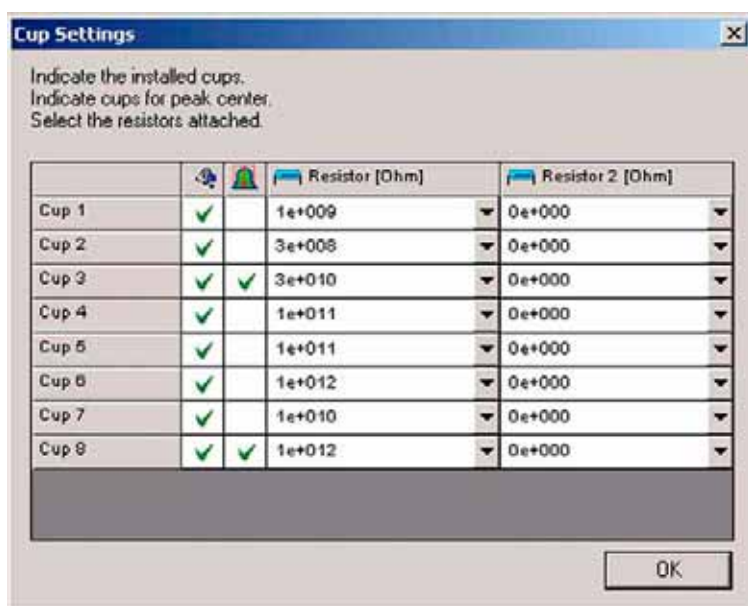 Cup Settings
Indicate the installed cups.
Indicate cups for peak center.
Select the resistors attached.
Resistor [Ohm] Resistor 2 [Ohm]
Cup 1 1e+009 0e+000
Cup 2 3e+008 0e+000
Cup 3 3e+010 0e+000
Cup 4 1e+011 0e+000
Cup 5 1e+011 0e+000
Cup 6 1e+012 0e+000
Cup 7 1e+010 0e+000
Cup 8 1e+012 0e+000
OK